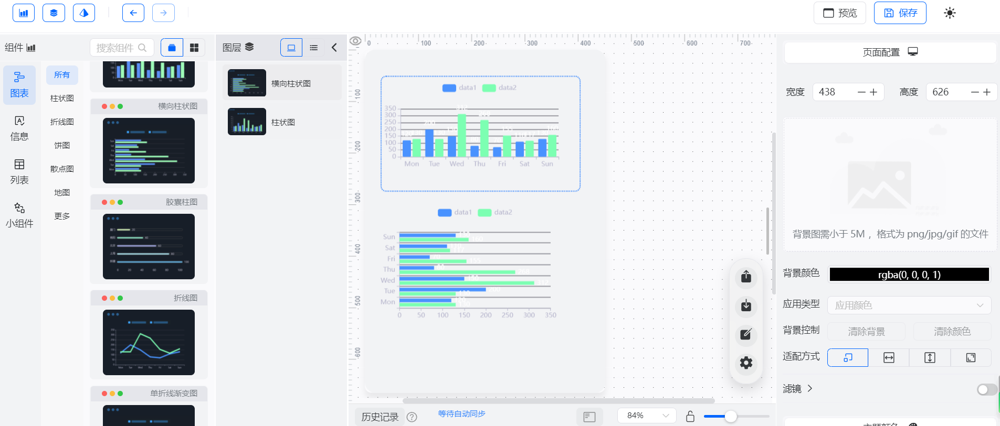 预览
保存
组件
搜索组件
图层
页面配置
图表
信息
列表
小组件
所有
柱状图
折线图
饼图
散点图
地图
更多
横向柱状图
胶囊柱图
折线图
单折线渐变图
横向柱状图
柱状图
0 100 200 300 400 500 600 700
100
200
300
400
500
600
data1 data2
350
300
250
200
150
100
50
0
Mon Tue Wed Thu Fri Sat Sun
312
data1 data2
Sun
160
Sat
117
Fri 70
155
Thu
268
Wed 150
312
Tue 200
Mon
0 50 100 150 200 250 300 350
历史记录
等待自动同步
84%
宽度 438 高度 626
背景图需小于 5M ，格式为 png/jpg/gif 的文件
背景颜色 rgba(0, 0, 0, 1)
应用类型 应用颜色
背景控制 清除背景 清除颜色
适配方式
滤镜